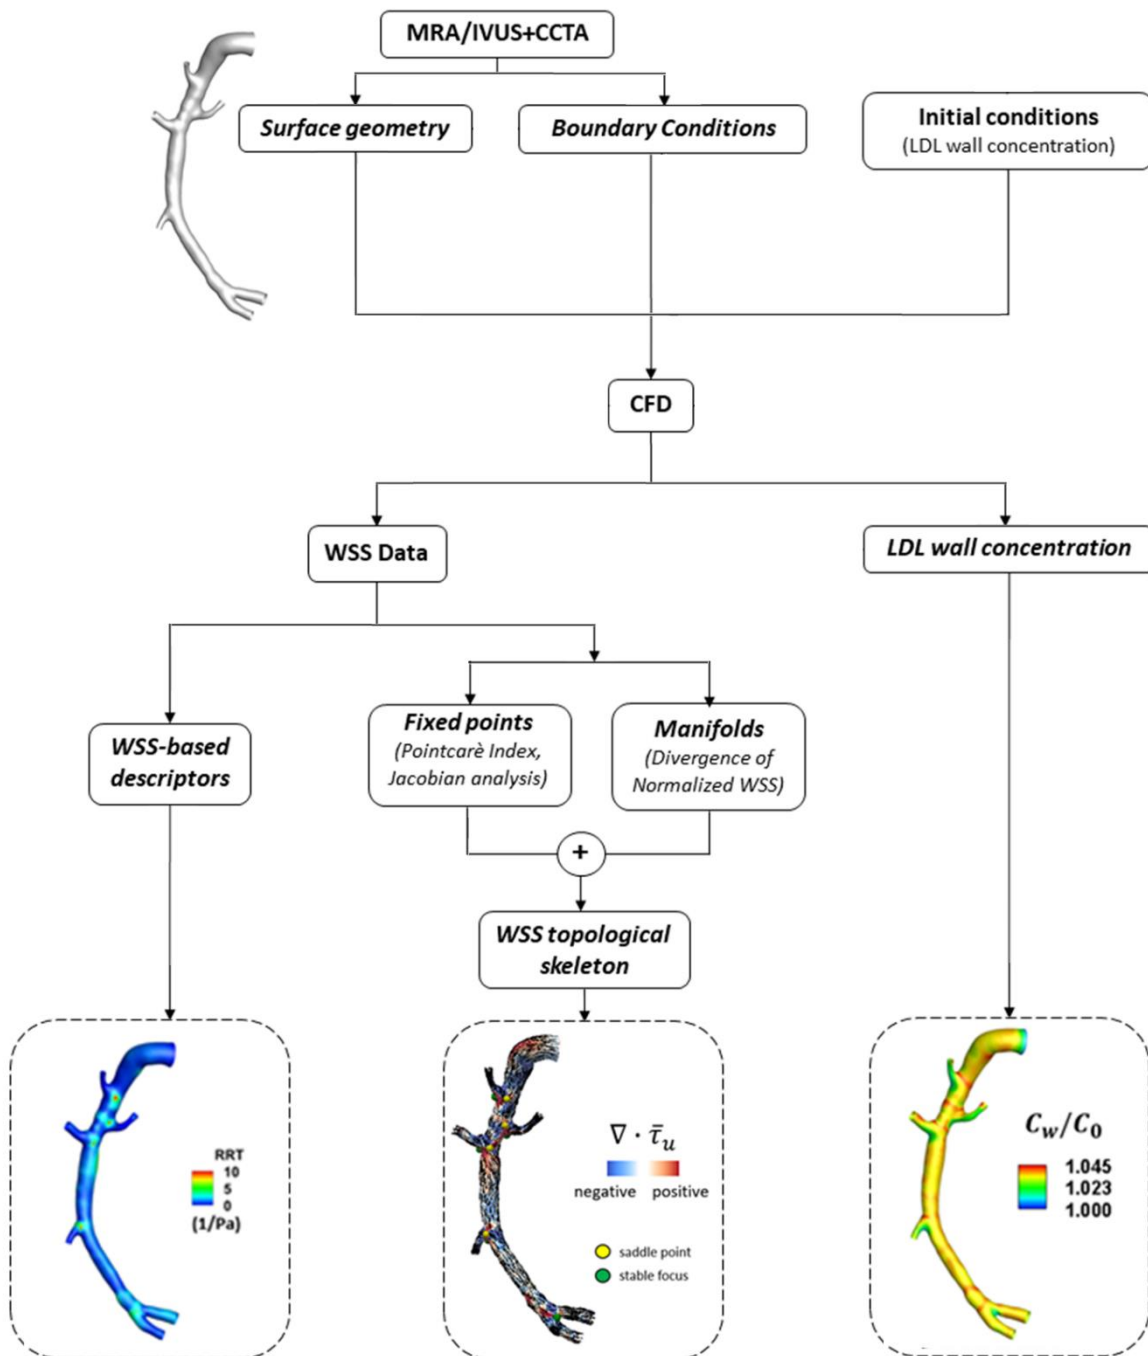 MRA/IVUS+CCTA
Surface geometry
Boundary Conditions
Initial conditions
(LDL wall concentration)
CFD
WSS Data
LDL wall concentration
WSS-based
descriptors
Fixed points
(Pointcarè Index,
Jacobian analysis)
Manifolds
(Divergence of
Normalized WSS)
+
WSS topological
skeleton
RRT
10
5
0
(1/Pa)
∇ · τ̄u
negative positive
saddle point
stable focus
Cw/C0
1.045
1.023
1.000